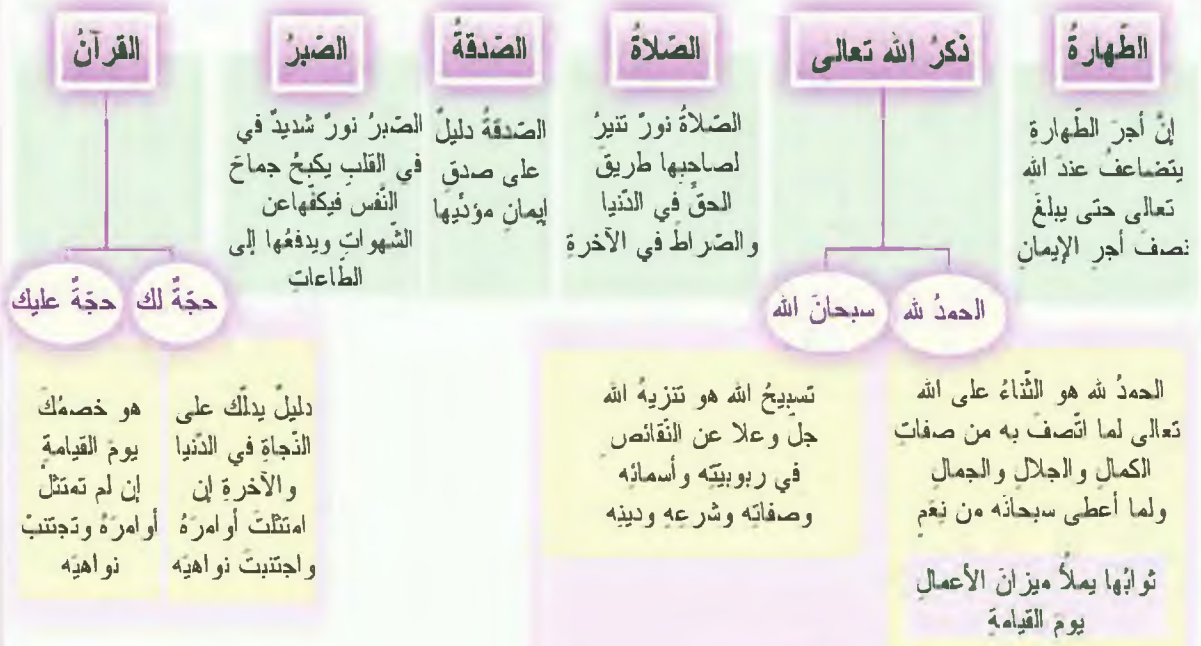 الطّهارةُ
إنّ أجرَ الطّهارةِ
يتضاعفُ عندَ اللهِ
تعالى حتى يبلغَ
نصفَ أجرِ الإيمانِ
ذكرُ الله تعالى
الحمدُ لله
الحمدُ لله هو الثّناءُ على الله
تعالى لما اتّصفَ به من صفاتِ
الكمالِ والجلالِ والجمالِ
ولما أعطى سبحانَه من نِعَمٍ
ثوابُها يملأُ ميزانَ الأعمالِ
يومَ القيامةِ
سبحانَ الله
تسبيحُ الله هو تنزيهُ الله
جلّ وعلا عن النّقائصِ
في ربوبيّتِه وأسمائِه
وصفاتِه وشرعِه ودينِه
الصّلاةُ
الصّلاةُ نورٌ تنيرُ
لصاحبِها طريقَ
الحقِّ في الدّنيا
والصّراطَ في الآخرةِ
الصّدقةُ
الصّدقةُ دليلٌ
على صدقِ
إيمانِ مؤدّيها
الصّبرُ
الصّبرُ نورٌ شديدٌ في
في القلبِ يكبحُ جماحَ
النّفس فيكفّهاعن
الشّهواتِ ويدفعُها إلى
الطّاعاتِ
القرآنُ
حجّةٌ لك
دليلٌ يدلّك على
النّجاةِ في الدّنيا
والآخرةِ إن
امتثلتَ أوامرَهُ
واجتنبتَ نواهيَه
حجّةٌ عليك
هو خصمُكَ
يومَ القيامةِ
إن لم تمتثلْ
أوامرَهُ وتجتنبْ
نواهيَه